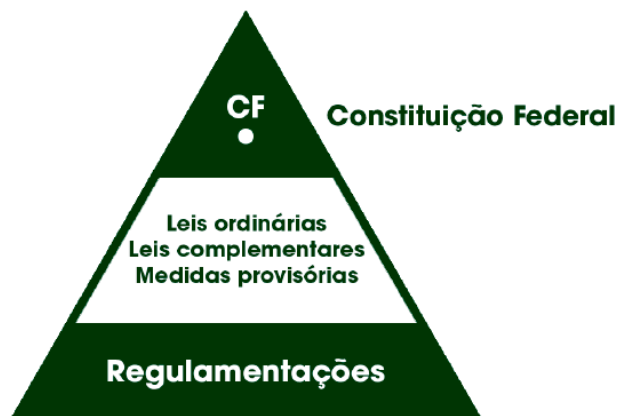 CF
Constituição Federal
Leis ordinárias
Leis complementares
Medidas provisórias
Regulamentações